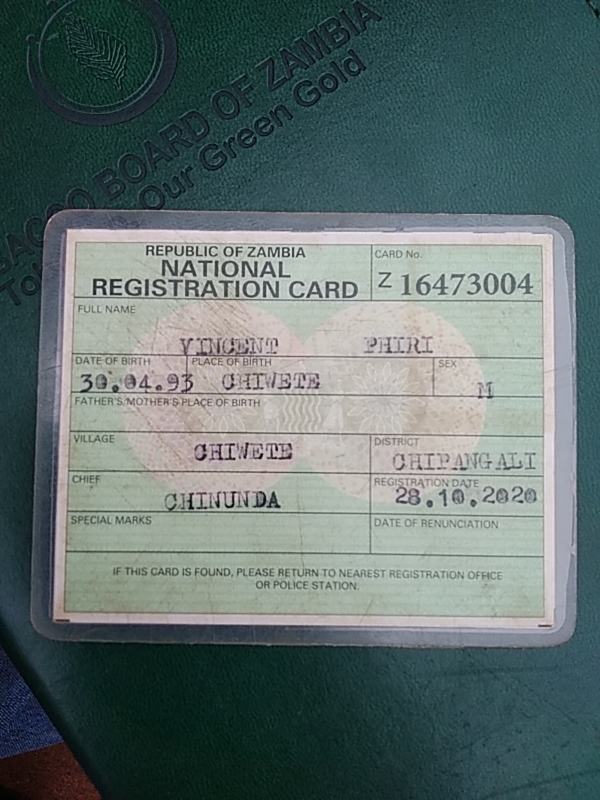 BACCO BOARD OF ZAMBIA
Our Green Gold
REPUBLIC OF ZAMBIA
NATIONAL
REGISTRATION CARD
CARD No.
Z 16473004
FULL NAME
VINCENT PHIRI
DATE OF BIRTH
PLACE OF BIRTH
SEX
30.04.93 CHIWETE M
FATHER'S/MOTHER'S PLACE OF BIRTH
VILLAGE
CHIWETE
DISTRICT
CHIPANGALI
CHIEF
CHINUNDA
REGISTRATION DATE
28.10.2020
SPECIAL MARKS
DATE OF RENUNCIATION
IF THIS CARD IS FOUND, PLEASE RETURN TO NEAREST REGISTRATION OFFICE
OR POLICE STATION.